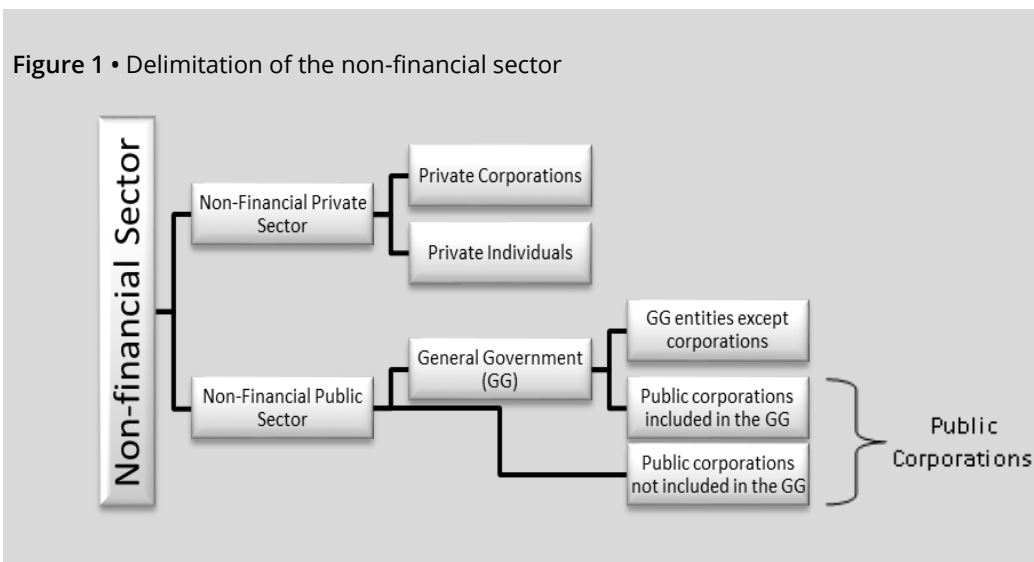 Figure 1 • Delimitation of the non-financial sector
Non-financial Sector
Non-Financial Private
Sector
Private Corporations
Private Individuals
Non-Financial Public
Sector
General Government
(GG)
GG entities except
corporations
Public corporations
included in the GG
Public corporations
not included in the GG
Public
Corporations